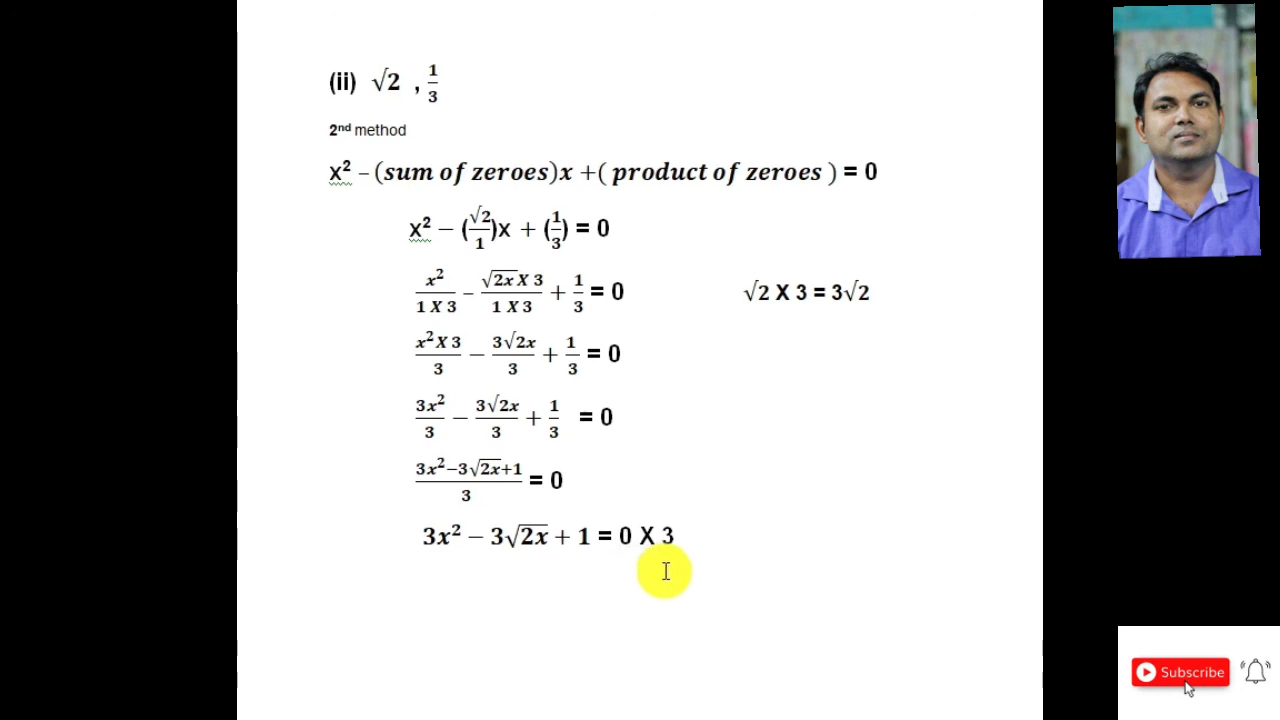 (ii) √2 , 1/3
2nd method
x² – (sum of zeroes)x + ( product of zeroes ) = 0
x² – (√2/1)x + (1/3) = 0
x²/(1 X 3) – (√(2x) X 3)/(1 X 3) + 1/3 = 0
√2 X 3 = 3√2
(x² X 3)/3 – 3√2x/3 + 1/3 = 0
3x²/3 – 3√2x/3 + 1/3 = 0
(3x²–3√(2x)+1)/3 = 0
3x² – 3√(2x) + 1 = 0 X 3
Subscribe